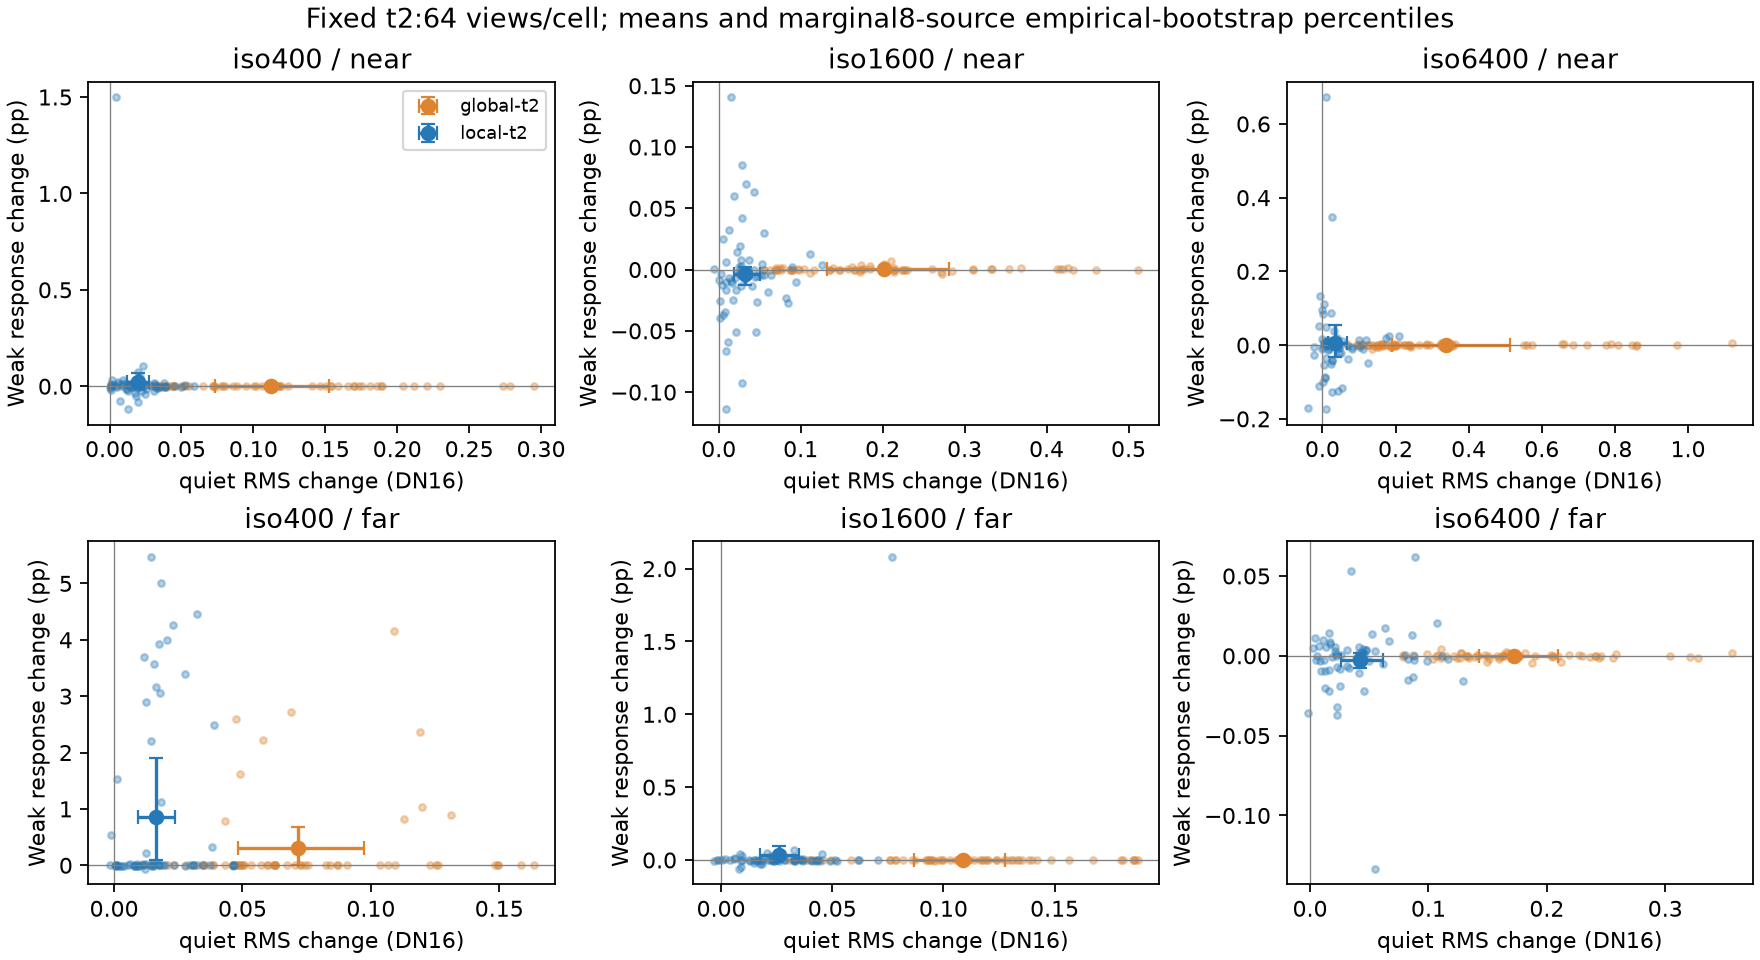 Fixed t2:64 views/cell; means and marginal8-source empirical-bootstrap percentiles
iso400 / near
Weak response change (pp)
1.5
1.0
0.5
0.0
global-t2
local-t2
0.00 0.05 0.10 0.15 0.20 0.25 0.30
quiet RMS change (DN16)
iso1600 / near
Weak response change (pp)
0.15
0.10
0.05
0.00
−0.05
−0.10
0.0 0.1 0.2 0.3 0.4 0.5
quiet RMS change (DN16)
iso6400 / near
Weak response change (pp)
0.6
0.4
0.2
0.0
−0.2
0.0 0.2 0.4 0.6 0.8 1.0
quiet RMS change (DN16)
iso400 / far
Weak response change (pp)
5
4
3
2
1
0
0.00 0.05 0.10 0.15
quiet RMS change (DN16)
iso1600 / far
Weak response change (pp)
2.0
1.5
1.0
0.5
0.0
0.00 0.05 0.10 0.15
quiet RMS change (DN16)
iso6400 / far
Weak response change (pp)
0.05
0.00
−0.05
−0.10
0.0 0.1 0.2 0.3
quiet RMS change (DN16)